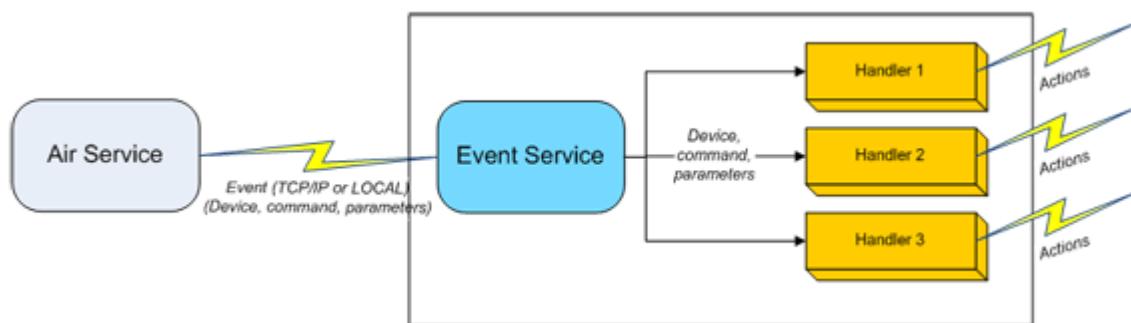 Air Service
Event (TCP/IP or LOCAL)
(Device, command, parameters)
Event Service
Device,
command,
parameters
Handler 1
Actions
Handler 2
Actions
Handler 3
Actions